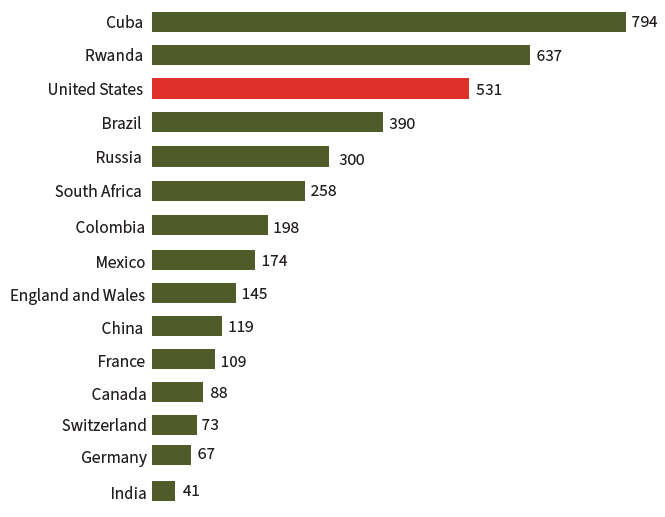 Cuba 794
Rwanda 637
United States 531
Brazil 390
Russia 300
South Africa 258
Colombia 198
Mexico 174
England and Wales 145
China 119
France 109
Canada 88
Switzerland 73
Germany 67
India 41